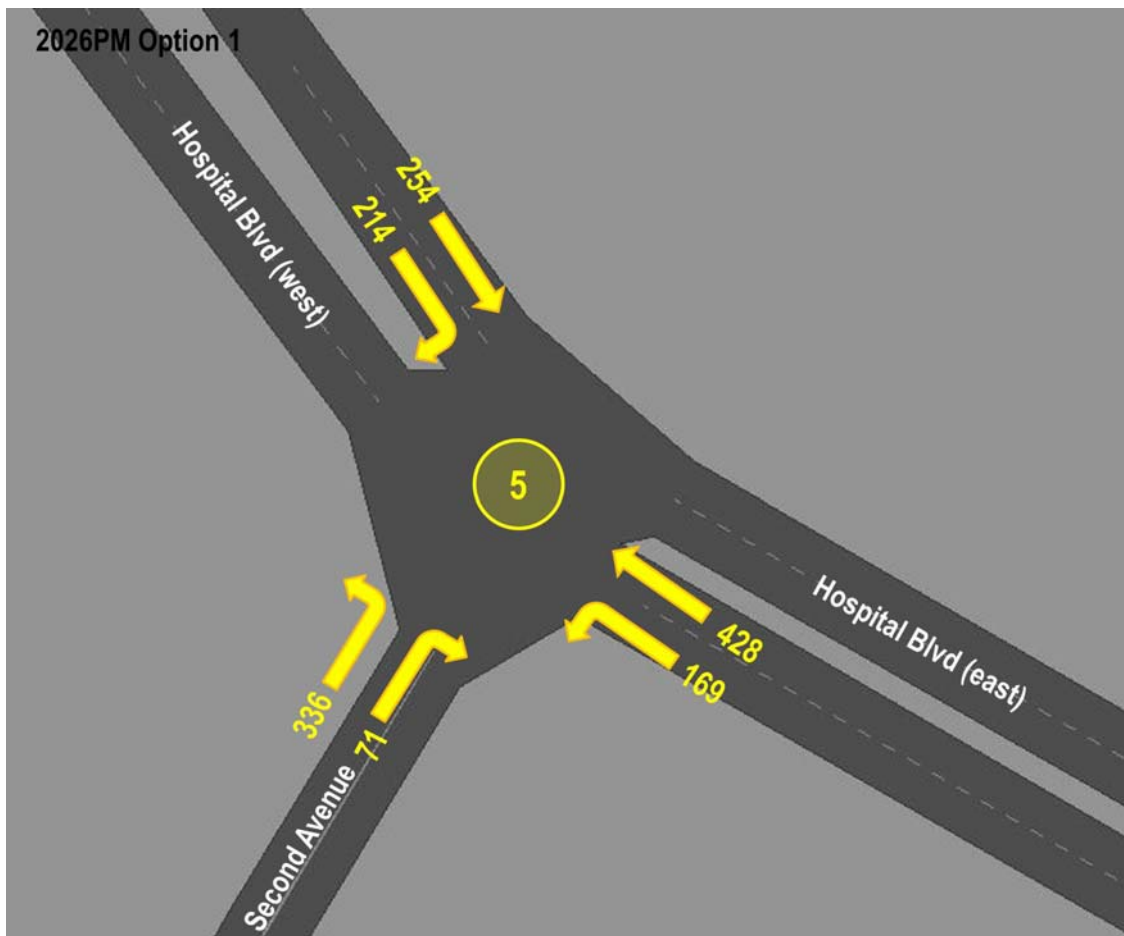 2026PM Option 1
Hospital Blvd (west)
254
214
5
Hospital Blvd (east)
428
169
336
71
Second Avenue